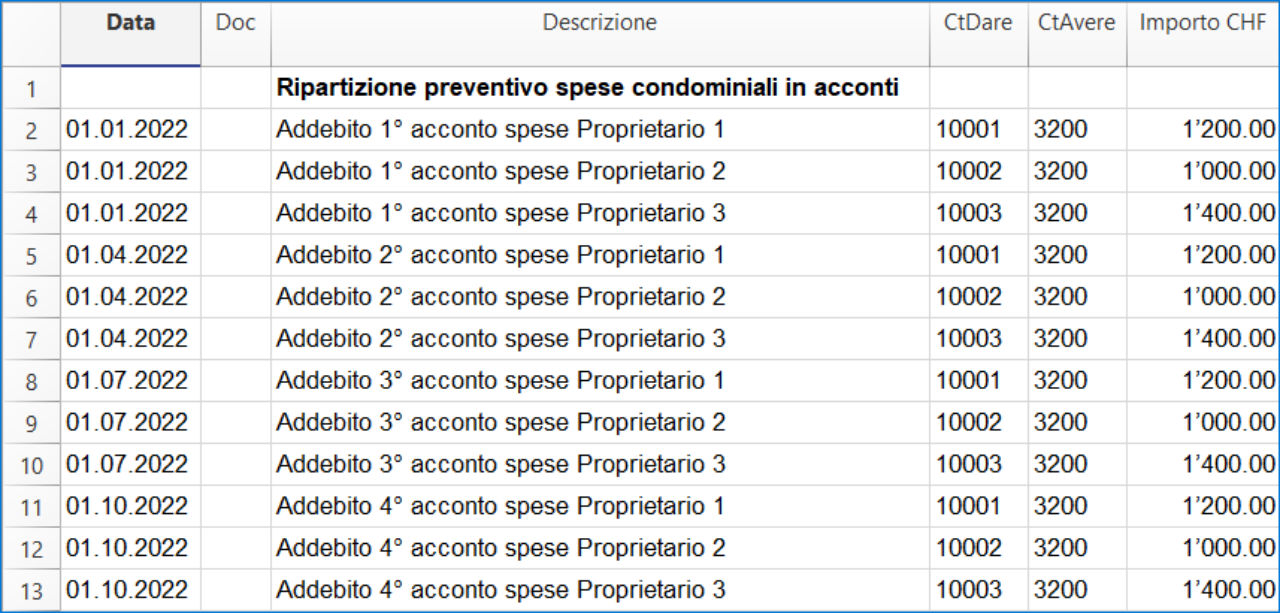 Data Doc Descrizione CtDare CtAvere Importo CHF
1 Ripartizione preventivo spese condominiali in acconti
2 01.01.2022 Addebito 1° acconto spese Proprietario 1 10001 3200 1’200.00
3 01.01.2022 Addebito 1° acconto spese Proprietario 2 10002 3200 1’000.00
4 01.01.2022 Addebito 1° acconto spese Proprietario 3 10003 3200 1’400.00
5 01.04.2022 Addebito 2° acconto spese Proprietario 1 10001 3200 1’200.00
6 01.04.2022 Addebito 2° acconto spese Proprietario 2 10002 3200 1’000.00
7 01.04.2022 Addebito 2° acconto spese Proprietario 3 10003 3200 1’400.00
8 01.07.2022 Addebito 3° acconto spese Proprietario 1 10001 3200 1’200.00
9 01.07.2022 Addebito 3° acconto spese Proprietario 2 10002 3200 1’000.00
10 01.07.2022 Addebito 3° acconto spese Proprietario 3 10003 3200 1’400.00
11 01.10.2022 Addebito 4° acconto spese Proprietario 1 10001 3200 1’200.00
12 01.10.2022 Addebito 4° acconto spese Proprietario 2 10002 3200 1’000.00
13 01.10.2022 Addebito 4° acconto spese Proprietario 3 10003 3200 1’400.00